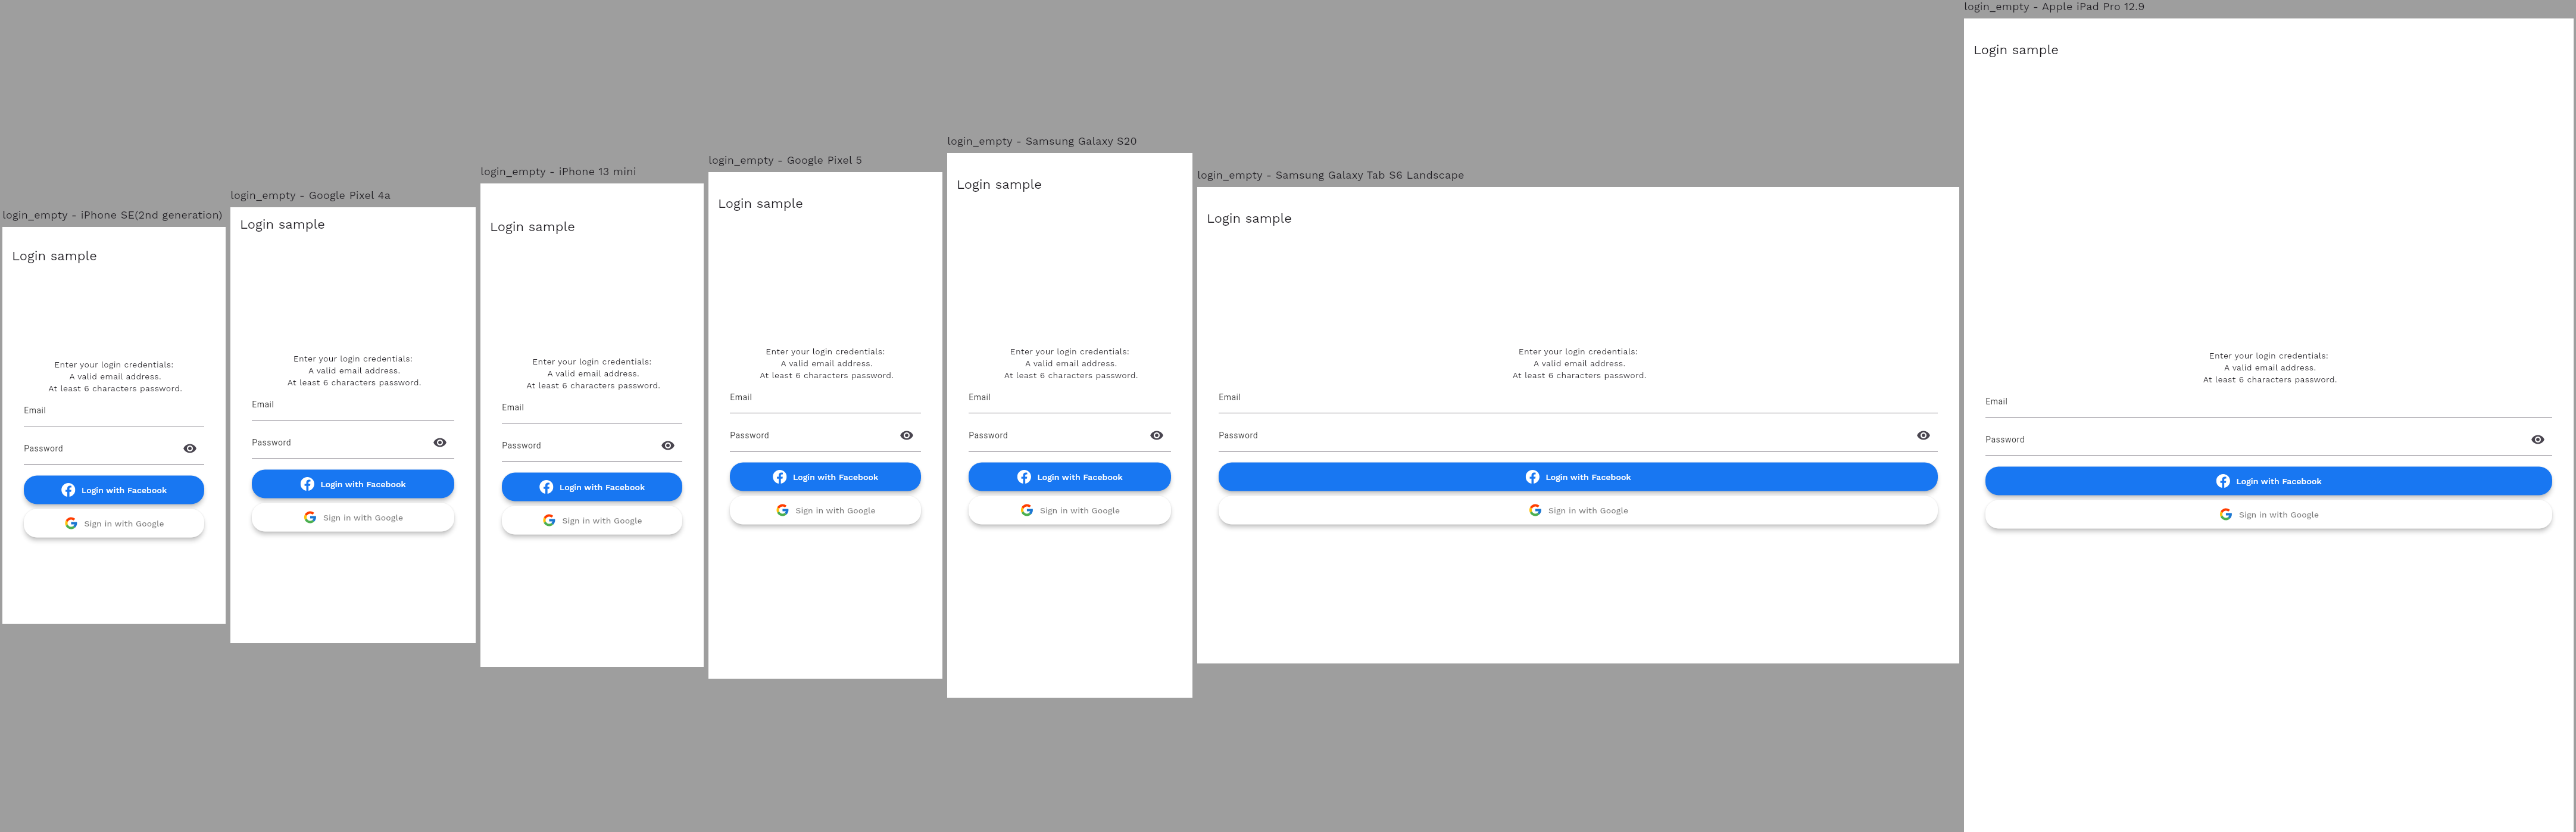 login_empty - iPhone SE(2nd generation)
Login sample
Enter your login credentials:
A valid email address.
At least 6 characters password.
Email
Password
Login with Facebook
Sign in with Google
login_empty - Google Pixel 4a
Login sample
Enter your login credentials:
A valid email address.
At least 6 characters password.
Email
Password
Login with Facebook
Sign in with Google
login_empty - iPhone 13 mini
Login sample
Enter your login credentials:
A valid email address.
At least 6 characters password.
Email
Password
Login with Facebook
Sign in with Google
login_empty - Google Pixel 5
Login sample
Enter your login credentials:
A valid email address.
At least 6 characters password.
Email
Password
Login with Facebook
Sign in with Google
login_empty - Samsung Galaxy S20
Login sample
Enter your login credentials:
A valid email address.
At least 6 characters password.
Email
Password
Login with Facebook
Sign in with Google
login_empty - Samsung Galaxy Tab S6 Landscape
Login sample
Enter your login credentials:
A valid email address.
At least 6 characters password.
Email
Password
Login with Facebook
Sign in with Google
login_empty - Apple iPad Pro 12.9
Login sample
Enter your login credentials:
A valid email address.
At least 6 characters password.
Email
Password
Login with Facebook
Sign in with Google